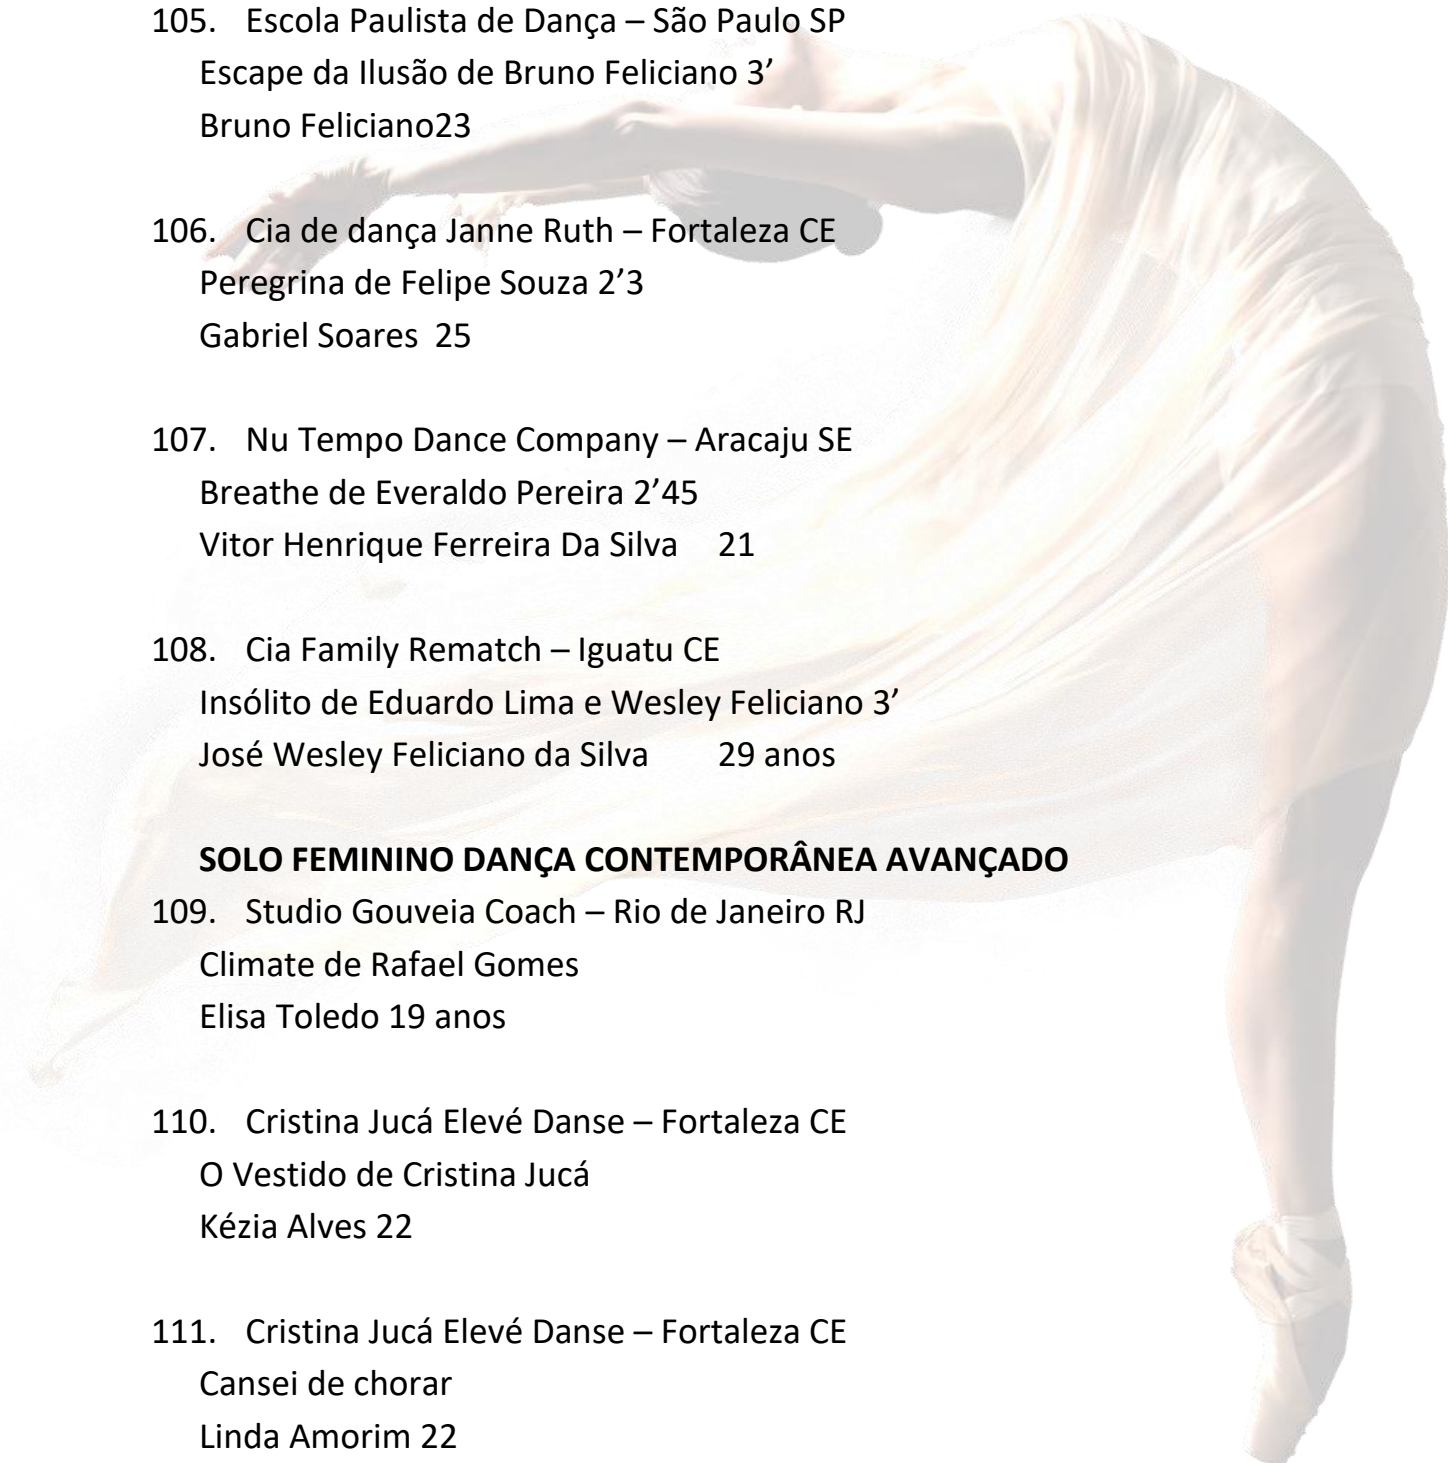 105. Escola Paulista de Dança – São Paulo SP
Escape da Ilusão de Bruno Feliciano 3’
Bruno Feliciano23
106. Cia de dança Janne Ruth – Fortaleza CE
Peregrina de Felipe Souza 2’3
Gabriel Soares 25
107. Nu Tempo Dance Company – Aracaju SE
Breathe de Everaldo Pereira 2’45
Vitor Henrique Ferreira Da Silva 21
108. Cia Family Rematch – Iguatu CE
Insólito de Eduardo Lima e Wesley Feliciano 3’
José Wesley Feliciano da Silva 29 anos
SOLO FEMININO DANÇA CONTEMPORÂNEA AVANÇADO
109. Studio Gouveia Coach – Rio de Janeiro RJ
Climate de Rafael Gomes
Elisa Toledo 19 anos
110. Cristina Jucá Elevé Danse – Fortaleza CE
O Vestido de Cristina Jucá
Kézia Alves 22
111. Cristina Jucá Elevé Danse – Fortaleza CE
Cansei de chorar
Linda Amorim 22